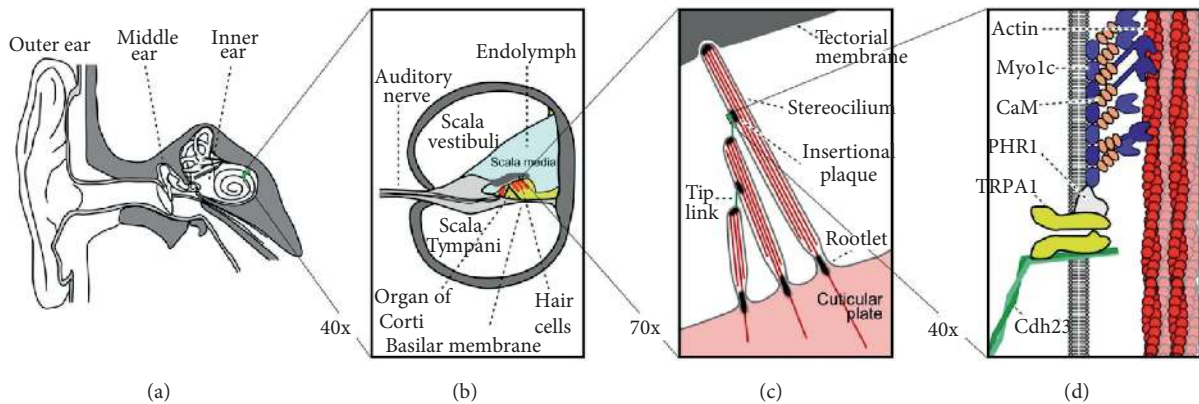 Outer ear
Middle
ear
Inner
ear
40x
(a)
Endolymph
Auditory
nerve
Scala
vestibuli
Scala media
Scala
Tympani
Organ of
Corti
Hair
cells
Basilar membrane
70x
(b)
Tectorial
membrane
Stereocilium
Insertional
plaque
Tip
link
Rootlet
Cuticular
plate
40x
(c)
Actin
Myo1c
CaM
PHR1
TRPA1
Cdh23
(d)